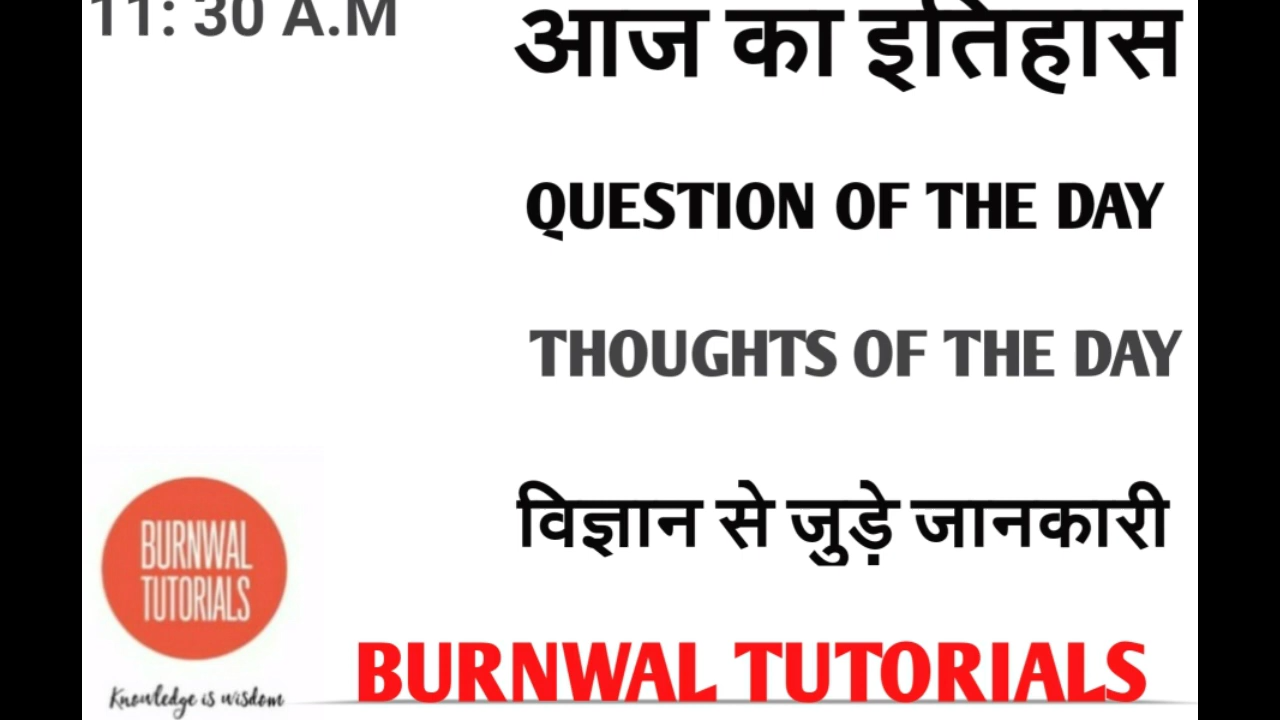 11: 30 A.M
आज का इतिहास
QUESTION OF THE DAY
THOUGHTS OF THE DAY
विज्ञान से जुड़े जानकारी
BURNWAL
TUTORIALS
Knowledge is wisdom
BURNWAL TUTORIALS